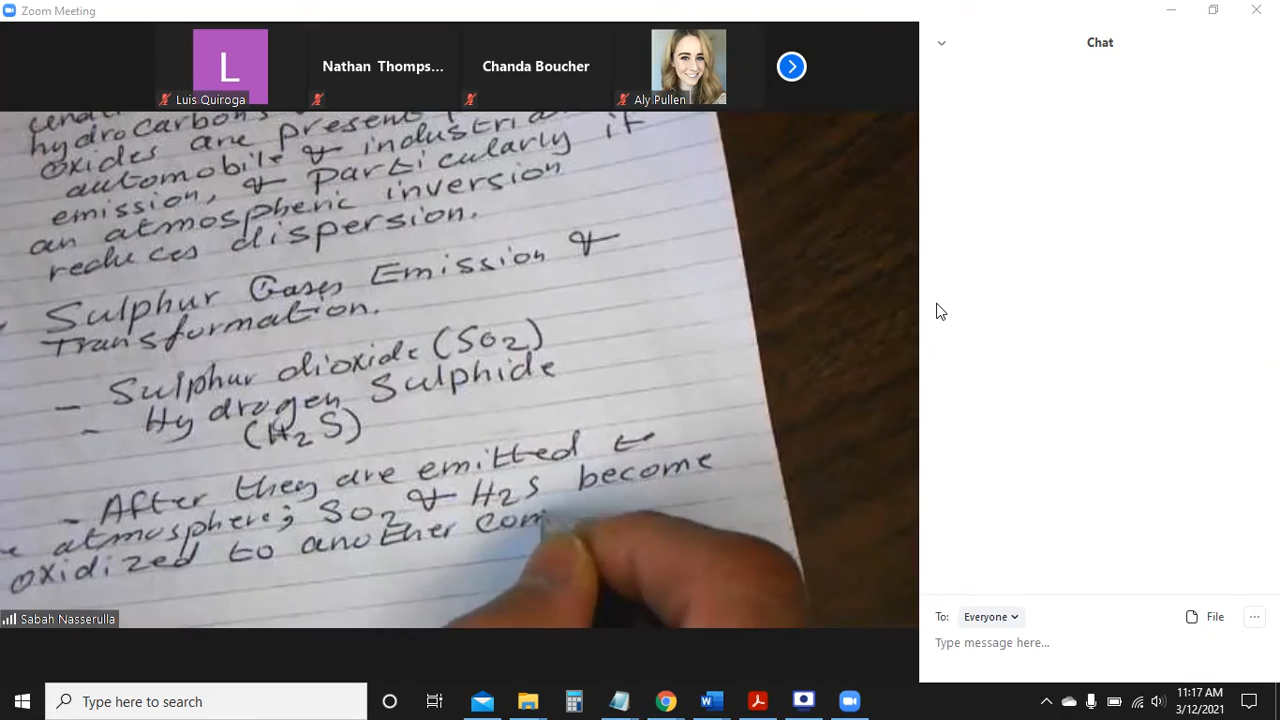 Zoom Meeting
Chat
L
Nathan Thomps...
Chanda Boucher
Luis Quiroga
Aly Pullen
hydrocarbons
oxides are present
automobile & industrial
emission, & Particularly if
an atmospheric inversion
reduces dispersion.
Sulphur Gases Emission &
Transformation.
- Sulphur dioxide (SO2)
- Hydrogen Sulphide
(H2S)
- After they are emitted to
atmosphere; SO2 & H2S become
oxidized to another com
Sabah Nasserulla
To: Everyone
File
...
Type message here...
Type here to search
11:17 AM
3/12/2021